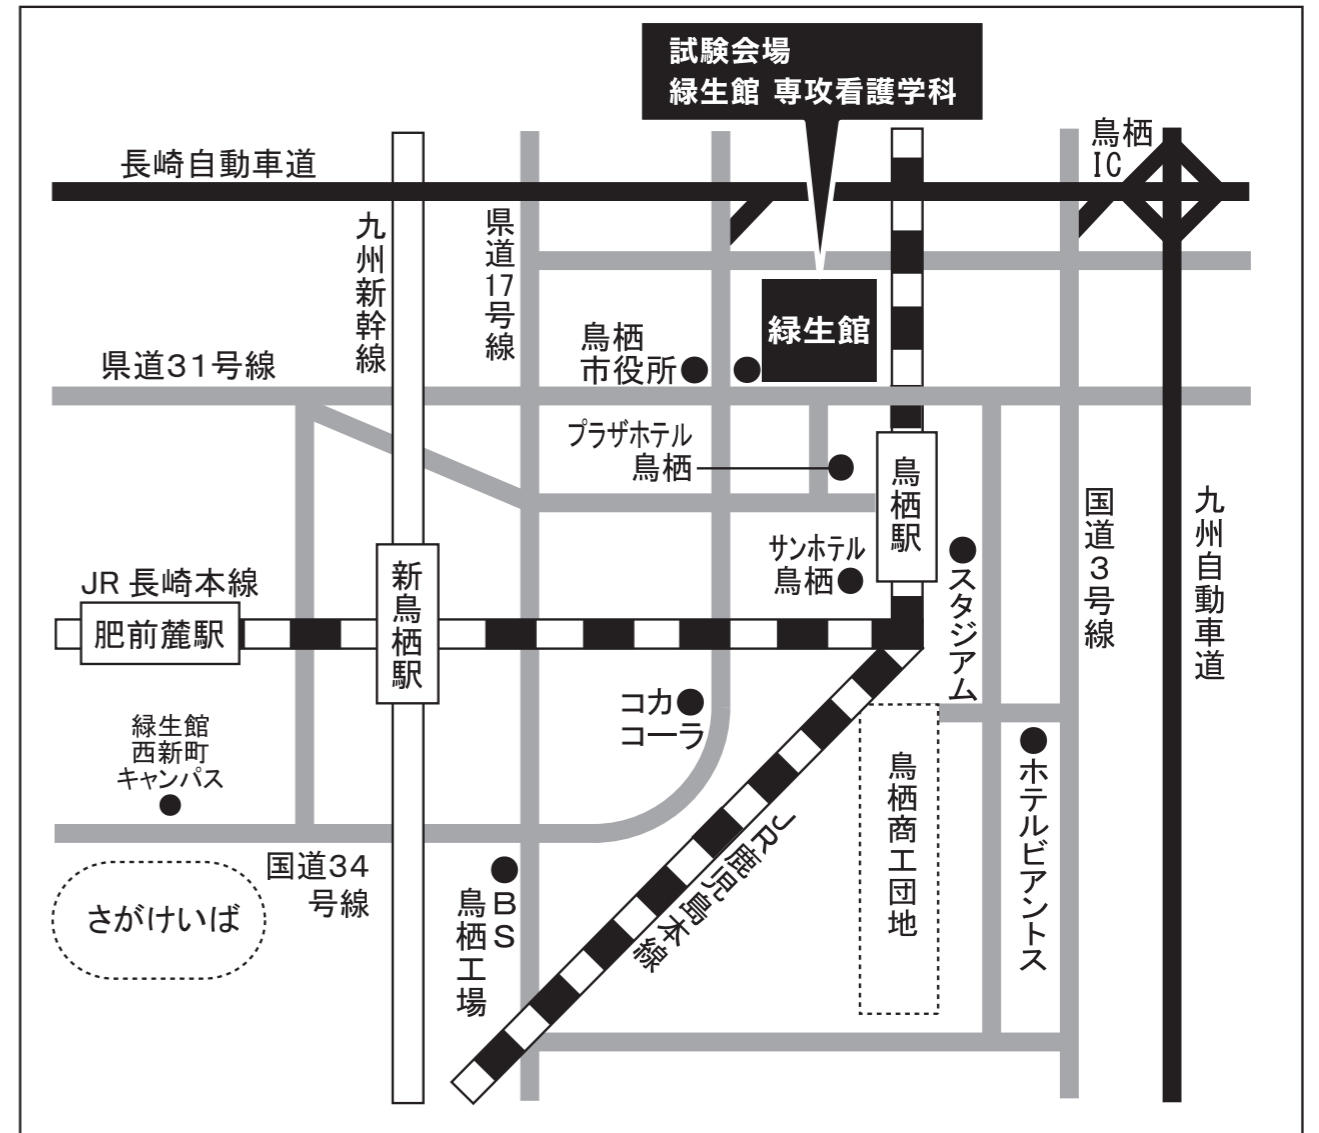 試験会場
緑生館 専攻看護学科
鳥栖
IC
長崎自動車道
九州新幹線
県道17号線
緑生館
鳥栖
市役所
県道31号線
プラザホテル
鳥栖
鳥栖駅
国道3号線
九州自動車道
サンホテル
鳥栖
スタジアム
JR 長崎本線
肥前麓駅
新鳥栖駅
コカ
コーラ
緑生館
西新町
キャンパス
鳥栖商工団地
ホテルビアントス
JR鹿児島本線
国道34
号線
BS
鳥栖工場
さがけいば